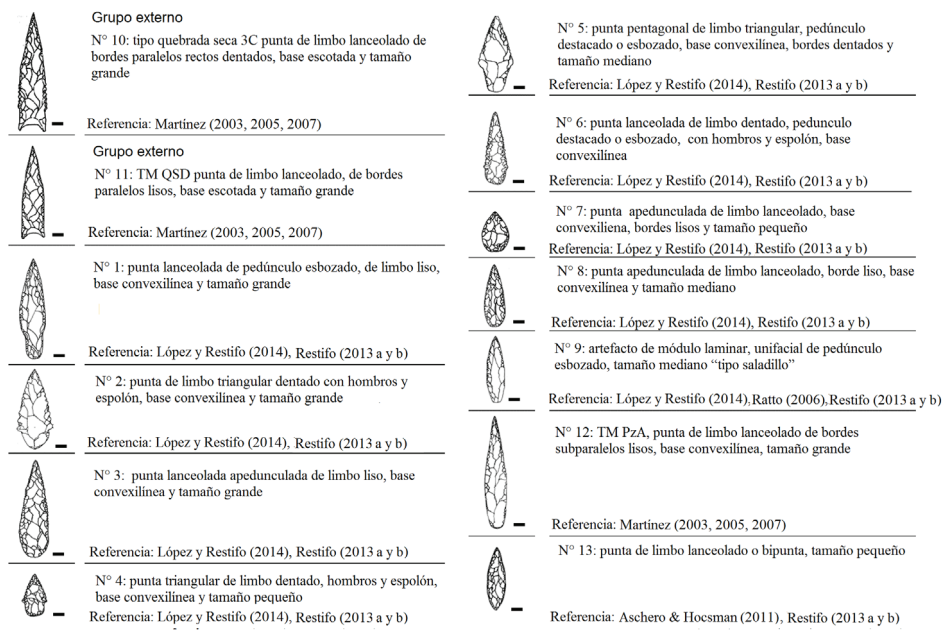 Grupo externo
N° 10: tipo quebrada seca 3C punta de limbo lanceolado de
bordes paralelos rectos dentados, base escotada y tamaño
grande
Referencia: Martínez (2003, 2005, 2007)
Grupo externo
N° 11: TM QSD punta de limbo lanceolado, de bordes
paralelos lisos, base escotada y tamaño grande
Referencia: Martínez (2003, 2005, 2007)
N° 1: punta lanceolada de pedúnculo esbozado, de limbo liso,
base convexilínea y tamaño grande
Referencia: López y Restifo (2014), Restifo (2013 a y b)
N° 2: punta de limbo triangular dentado con hombros y
espolón, base convexilínea y tamaño grande
Referencia: López y Restifo (2014), Restifo (2013 a y b)
N° 3: punta lanceolada apedunculada de limbo liso, base
convexilínea y tamaño grande
Referencia: López y Restifo (2014), Restifo (2013 a y b)
N° 4: punta triangular de limbo dentado, hombros y espolón,
base convexilínea y tamaño pequeño
Referencia: López y Restifo (2014), Restifo (2013 a y b)
N° 5: punta pentagonal de limbo triangular, pedúnculo
destacado o esbozado, base convexilínea, bordes dentados y
tamaño mediano
Referencia: López y Restifo (2014), Restifo (2013 a y b)
N° 6: punta lanceolada de limbo dentado, pedunculo
destacado o esbozado, con hombros y espolón, base
convexilínea
Referencia: López y Restifo (2014), Restifo (2013 a y b)
N° 7: punta apedunculada de limbo lanceolado, base
convexiliena, bordes lisos y tamaño pequeño
Referencia: López y Restifo (2014), Restifo (2013 a y b)
N° 8: punta apedunculada de limbo lanceolado, borde liso, base
convexilínea y tamaño mediano
Referencia: López y Restifo (2014), Restifo (2013 a y b)
N° 9: artefacto de módulo laminar, unifacial de pedúnculo
esbozado, tamaño mediano “tipo saladillo”
Referencia: López y Restifo (2014),Ratto (2006),Restifo (2013 a y b)
N° 12: TM PzA, punta de limbo lanceolado de bordes
subparalelos lisos, base convexilínea, tamaño grande
Referencia: Martínez (2003, 2005, 2007)
N° 13: punta de limbo lanceolado o bipunta, tamaño pequeño
Referencia: Aschero & Hocsman (2011), Restifo (2013 a y b)